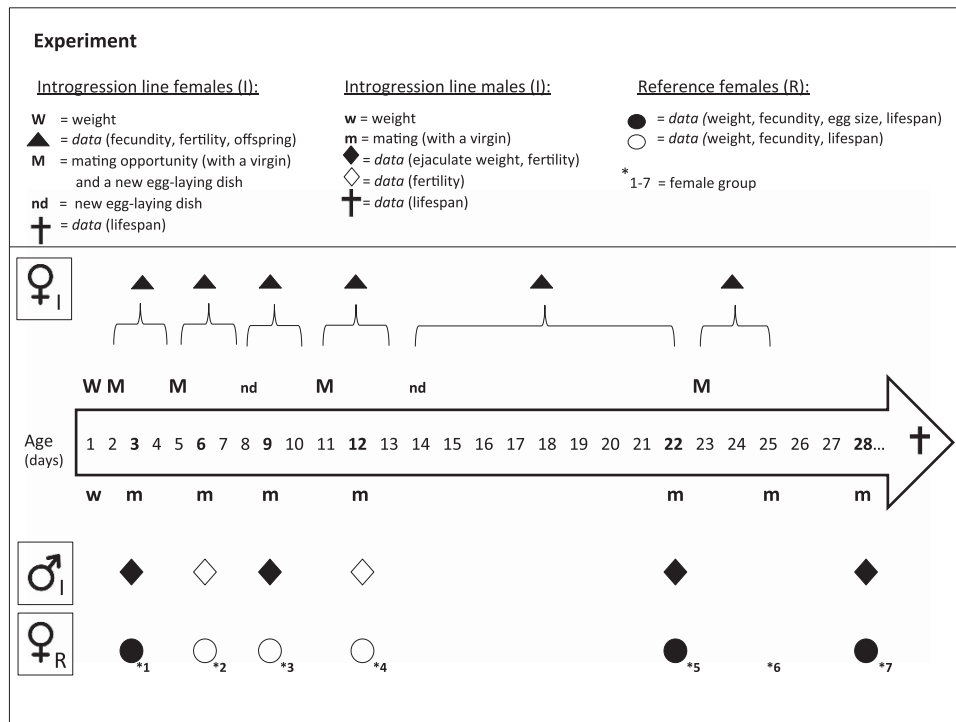 Experiment
Introgression line females (I):
W = weight
= data (fecundity, fertility, offspring)
M = mating opportunity (with a virgin)
and a new egg-laying dish
nd = new egg-laying dish
= data (lifespan)
Introgression line males (I):
w = weight
m = mating (with a virgin)
= data (ejaculate weight, fertility)
= data (fertility)
= data (lifespan)
Reference females (R):
= data (weight, fecundity, egg size, lifespan)
= data (weight, fecundity, lifespan)
*1-7 = female group
♀I
W M M nd M nd M
Age
(days)
1 2 3 4 5 6 7 8 9 10 11 12 13 14 15 16 17 18 19 20 21 22 23 24 25 26 27 28...
w m m m m m m m
♂I
♀R
*1 *2 *3 *4 *5 *6 *7